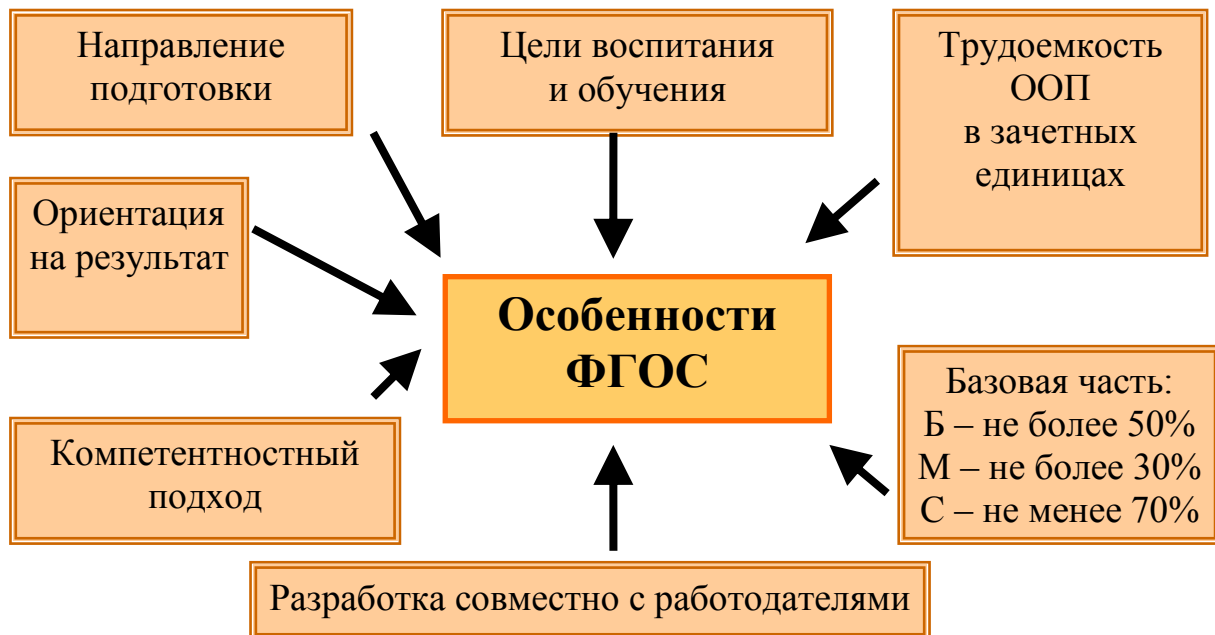 Направление
подготовки
Цели воспитания
и обучения
Трудоемкость
ООП
в зачетных
единицах
Ориентация
на результат
Особенности
ФГОС
Базовая часть:
Б – не более 50%
М – не более 30%
С – не менее 70%
Компетентностный
подход
Разработка совместно с работодателями